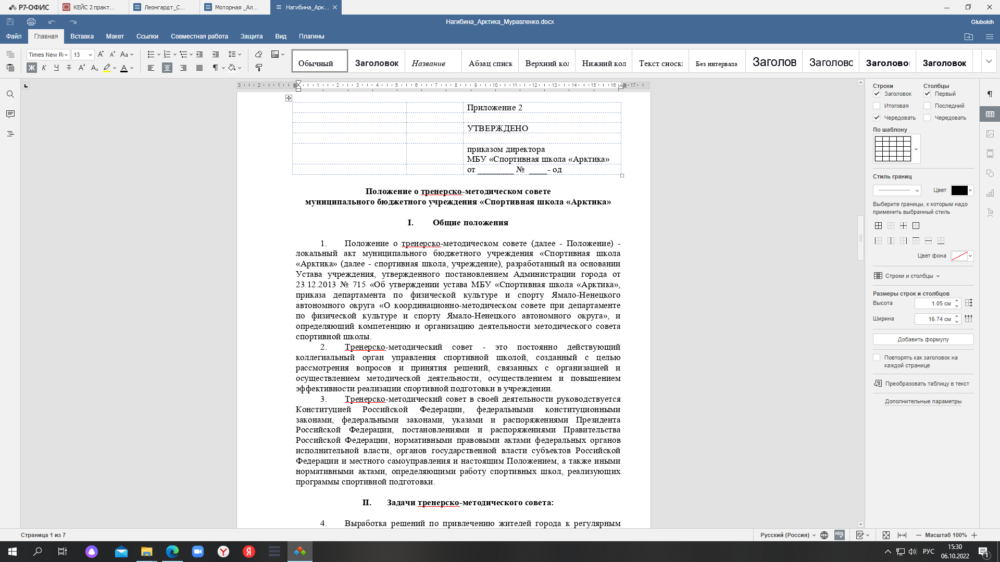 Р7-ОФИС
КЕЙС 2 практ...
Леонгардт_С...
Моторная _Ал...
Нагибина_Арк...
Нагибина_Арктика_Муравленко.docx
Glubokih
Файл
Главная
Вставка
Макет
Ссылки
Совместная работа
Защита
Вид
Плагины
Times New R
13
Обычный
Заголовок
Название
Абзац списк
Верхний кол
Нижний кол
Текст сноск
Без интервала
Заголов
Заголово
Заголово
Заголовок
Приложение 2
УТВЕРЖДЕНО
приказом директора
МБУ «Спортивная школа «Арктика»
от ________ № ____- од
Положение о тренерско-методическом совете
муниципального бюджетного учреждения «Спортивная школа «Арктика»
I. Общие положения
1. Положение о тренерско-методическом совете (далее - Положение) -
локальный акт муниципального бюджетного учреждения «Спортивная школа
«Арктика» (далее - спортивная школа, учреждение), разработанный на основании
Устава учреждения, утвержденного постановлением Администрации города от
23.12.2013 № 715 «Об утверждении устава МБУ «Спортивная школа «Арктика»,
приказа департамента по физической культуре и спорту Ямало-Ненецкого
автономного округа «О координационно-методическом совете при департаменте
по физической культуре и спорту Ямало-Ненецкого автономного округа», и
определяющий компетенцию и организацию деятельности методического совета
спортивной школы.
2. Тренерско-методический совет - это постоянно действующий
коллегиальный орган управления спортивной школой, созданный с целью
рассмотрения вопросов и принятия решений, связанных с организацией и
осуществлением методической деятельности, осуществлением и повышением
эффективности реализации спортивной подготовки в учреждении.
3. Тренерско-методический совет в своей деятельности руководствуется
Конституцией Российской Федерации, федеральными конституционными
законами, федеральными законами, указами и распоряжениями Президента
Российской Федерации, постановлениями и распоряжениями Правительства
Российской Федерации, нормативными правовыми актами федеральных органов
исполнительной власти, органов государственной власти субъектов Российской
Федерации и местного самоуправления и настоящим Положением, а также иными
нормативными актами, определяющими работу спортивных школ, реализующих
программы спортивной подготовки.
II. Задачи тренерско-методического совета:
4. Выработка решений по привлечению жителей города к регулярным
Строки
Столбцы
Заголовок
Первый
Итоговая
Последний
Чередовать
Чередовать
По шаблону
Стиль границ
Цвет
Выберите границы, к которым надо
применить выбранный стиль
Цвет фона
Строки и столбцы
Размеры строк и столбцов
Высота
1.05 см
Ширина
16.74 см
Добавить формулу
Повторять как заголовок на
каждой странице
Преобразовать таблицу в текст
Дополнительные параметры
Страница 1 из 7
Русский (Россия)
Масштаб 100%
РУС
15:30
06.10.2022